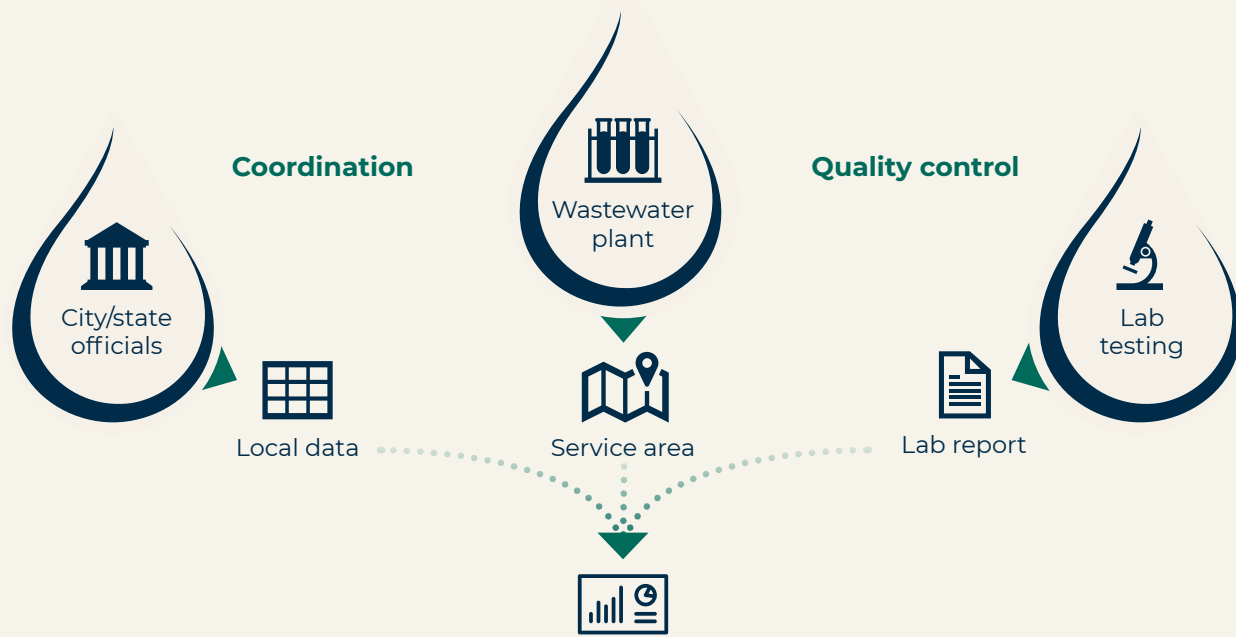 Coordination
Quality control
Wastewater
plant
City/state
officials
Lab
testing
Local data
Service area
Lab report